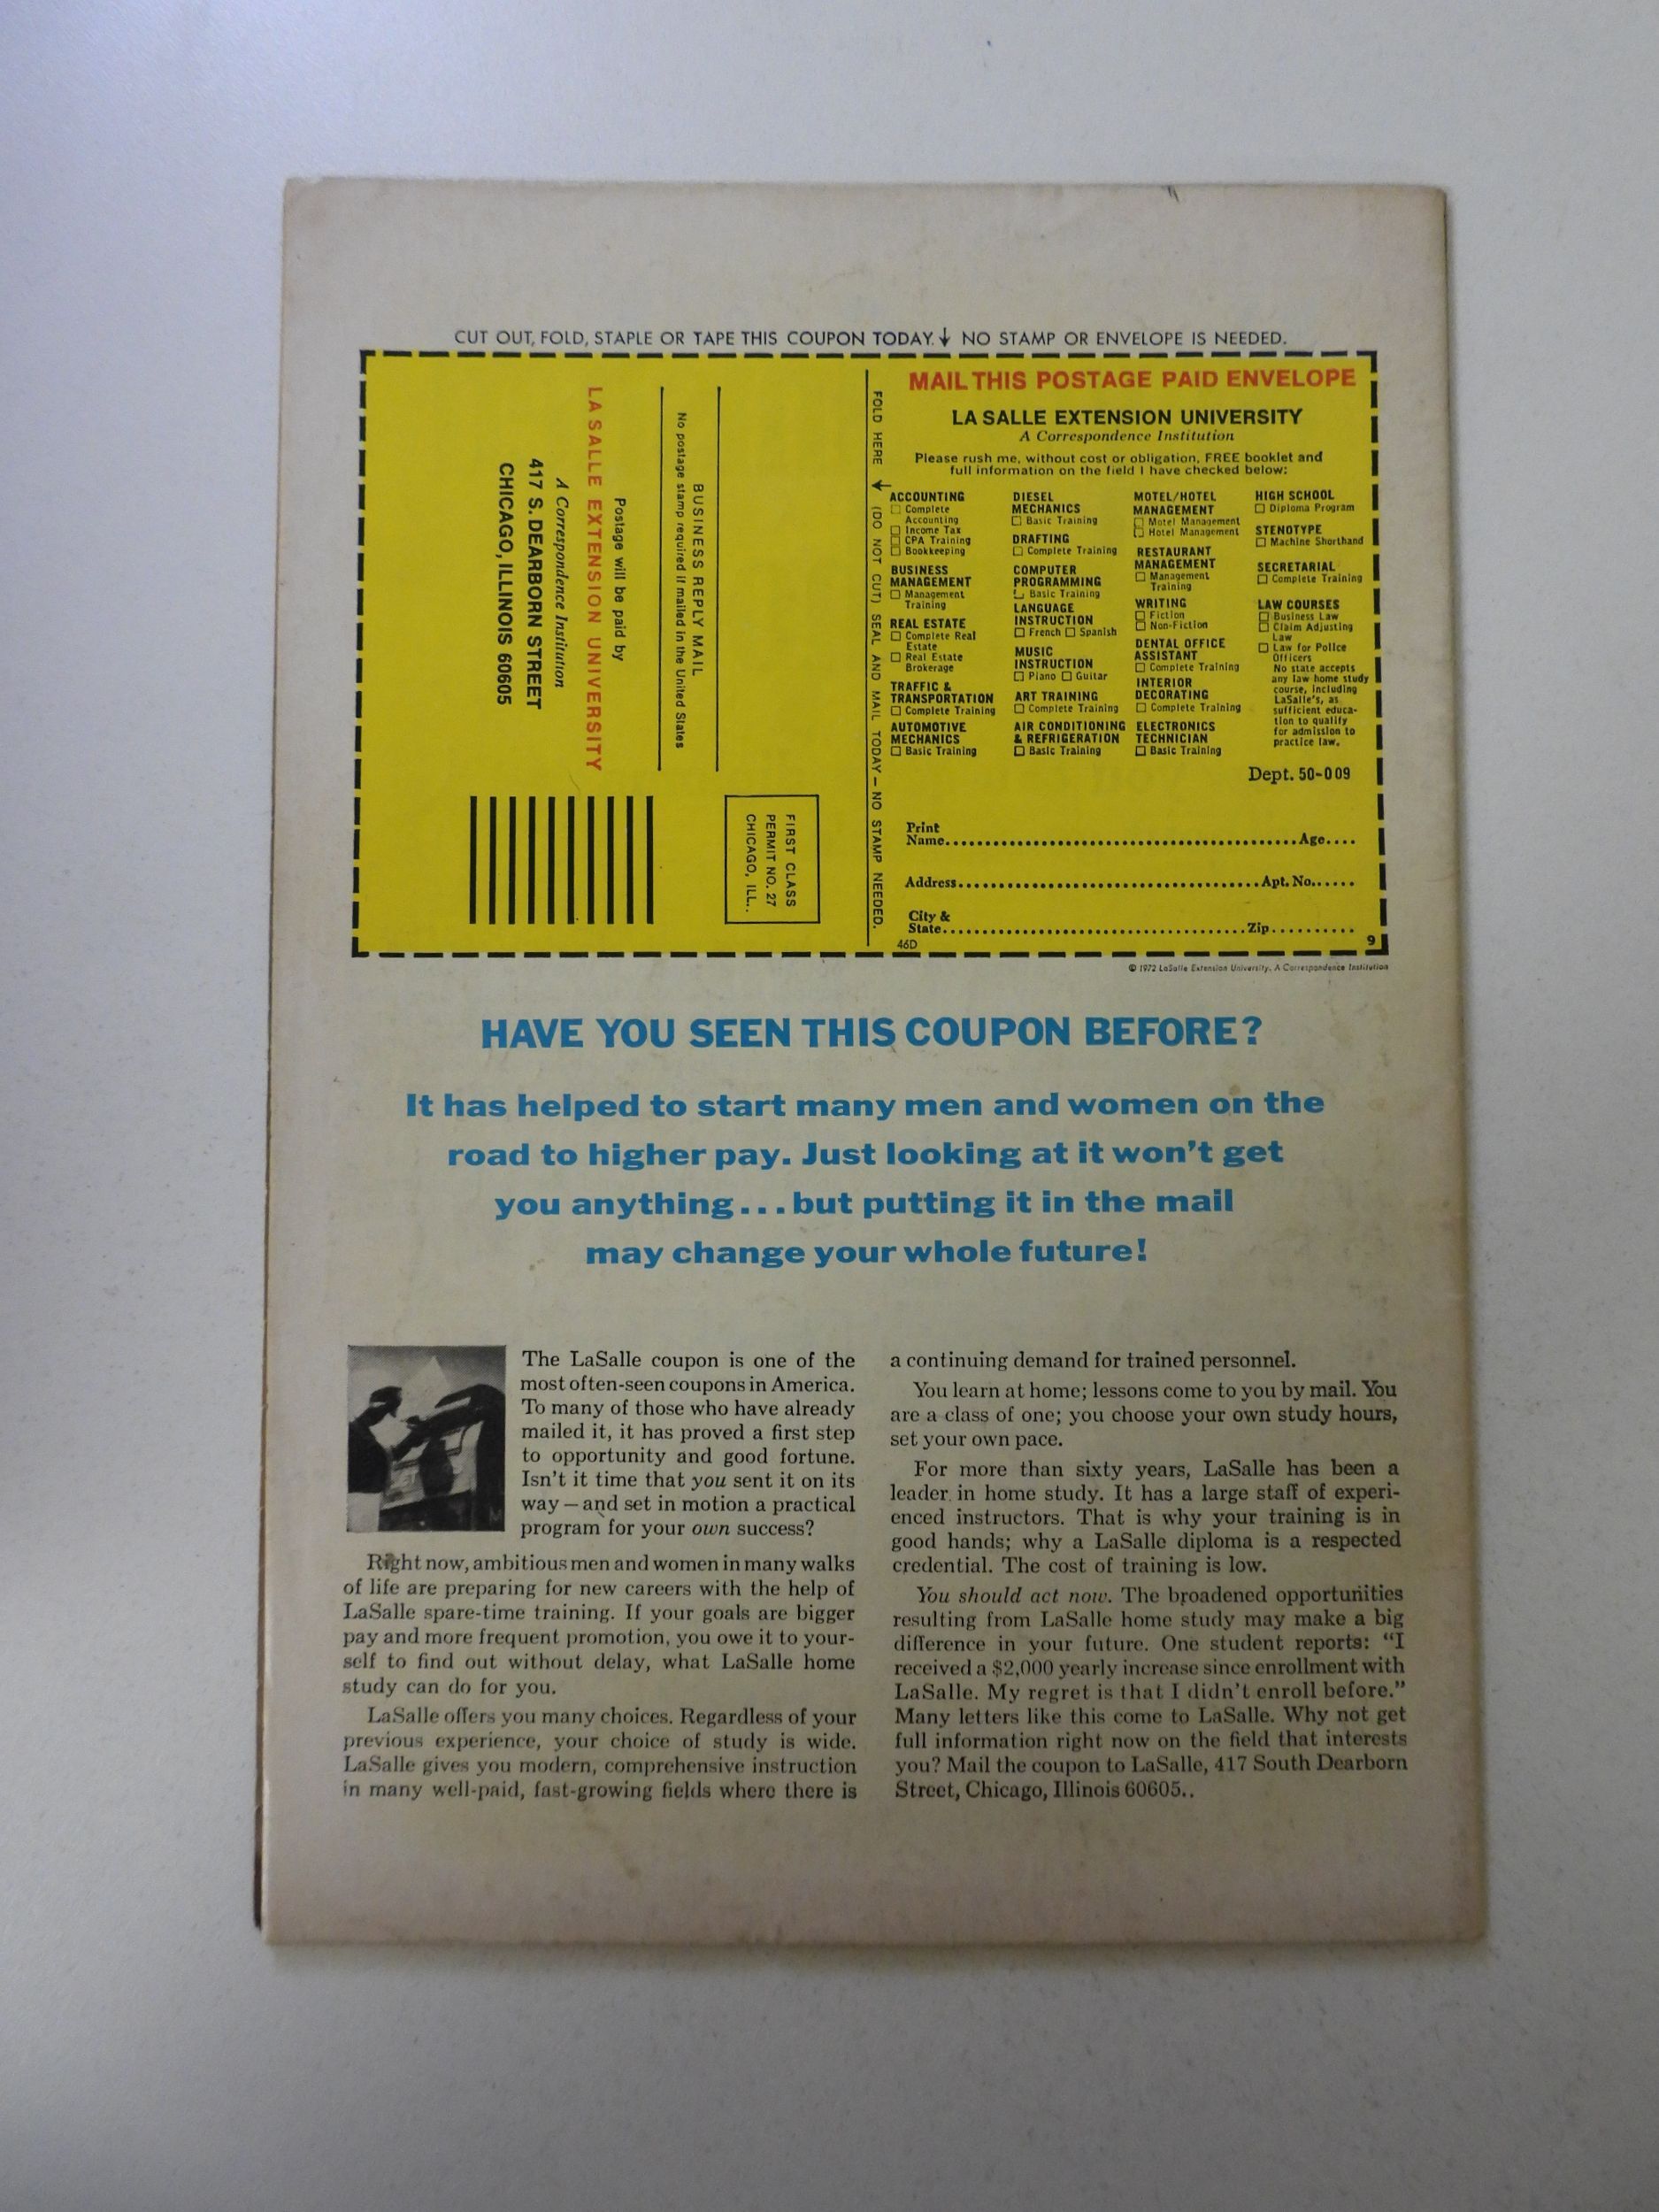 CUT OUT, FOLD, STAPLE OR TAPE THIS COUPON TODAY.↓ NO STAMP OR ENVELOPE IS NEEDED.
LA SALLE EXTENSION UNIVERSITY
A Correspondence Institution
417 S. DEARBORN STREET
CHICAGO, ILLINOIS 60605
Postage will be paid by
No postage stamp required if mailed in the United States
BUSINESS REPLY MAIL
FIRST CLASS
PERMIT NO. 27
CHICAGO, ILL..
FOLD HERE → (DO NOT CUT) SEAL AND MAIL TODAY — NO STAMP NEEDED.
MAIL THIS POSTAGE PAID ENVELOPE
LA SALLE EXTENSION UNIVERSITY
A Correspondence Institution
Please rush me, without cost or obligation, FREE booklet and
full information on the field I have checked below:
ACCOUNTING
☐ Complete
Accounting
☐ Income Tax
☐ CPA Training
☐ Bookkeeping
BUSINESS
MANAGEMENT
☐ Management
Training
REAL ESTATE
☐ Complete Real
Estate
☐ Real Estate
Brokerage
TRAFFIC &
TRANSPORTATION
☐ Complete Training
AUTOMOTIVE
MECHANICS
☐ Basic Training
DIESEL
MECHANICS
☐ Basic Training
DRAFTING
☐ Complete Training
COMPUTER
PROGRAMMING
☐ Basic Training
LANGUAGE
INSTRUCTION
☐ French ☐ Spanish
MUSIC
INSTRUCTION
☐ Piano ☐ Guitar
ART TRAINING
☐ Complete Training
AIR CONDITIONING
& REFRIGERATION
☐ Basic Training
MOTEL/HOTEL
MANAGEMENT
☐ Motel Management
☐ Hotel Management
RESTAURANT
MANAGEMENT
☐ Management
Training
WRITING
☐ Fiction
☐ Non-Fiction
DENTAL OFFICE
ASSISTANT
☐ Complete Training
INTERIOR
DECORATING
☐ Complete Training
ELECTRONICS
TECHNICIAN
☐ Basic Training
HIGH SCHOOL
☐ Diploma Program
STENOTYPE
☐ Machine Shorthand
SECRETARIAL
☐ Complete Training
LAW COURSES
☐ Business Law
☐ Claim Adjusting
Law
☐ Law for Police
Officers
No state accepts
any law home study
course, including
LaSalle's, as
sufficient educa-
tion to qualify
for admission to
practice law.
Dept. 50-009
Print
Name..........Age....
Address..........Apt. No......
City &
State..........Zip..........
46D 9
© 1972 LaSalle Extension University, A Correspondence Institution
HAVE YOU SEEN THIS COUPON BEFORE?
It has helped to start many men and women on the
road to higher pay. Just looking at it won't get
you anything...but putting it in the mail
may change your whole future!
The LaSalle coupon is one of the
most often-seen coupons in America.
To many of those who have already
mailed it, it has proved a first step
to opportunity and good fortune.
Isn't it time that you sent it on its
way — and set in motion a practical
program for your own success?
Right now, ambitious men and women in many walks
of life are preparing for new careers with the help of
LaSalle spare-time training. If your goals are bigger
pay and more frequent promotion, you owe it to your-
self to find out without delay, what LaSalle home
study can do for you.
LaSalle offers you many choices. Regardless of your
previous experience, your choice of study is wide.
LaSalle gives you modern, comprehensive instruction
in many well-paid, fast-growing fields where there is
a continuing demand for trained personnel.
You learn at home; lessons come to you by mail. You
are a class of one; you choose your own study hours,
set your own pace.
For more than sixty years, LaSalle has been a
leader in home study. It has a large staff of experi-
enced instructors. That is why your training is in
good hands; why a LaSalle diploma is a respected
credential. The cost of training is low.
You should act now. The broadened opportunities
resulting from LaSalle home study may make a big
difference in your future. One student reports: “I
received a $2,000 yearly increase since enrollment with
LaSalle. My regret is that I didn't enroll before.”
Many letters like this come to LaSalle. Why not get
full information right now on the field that interests
you? Mail the coupon to LaSalle, 417 South Dearborn
Street, Chicago, Illinois 60605..